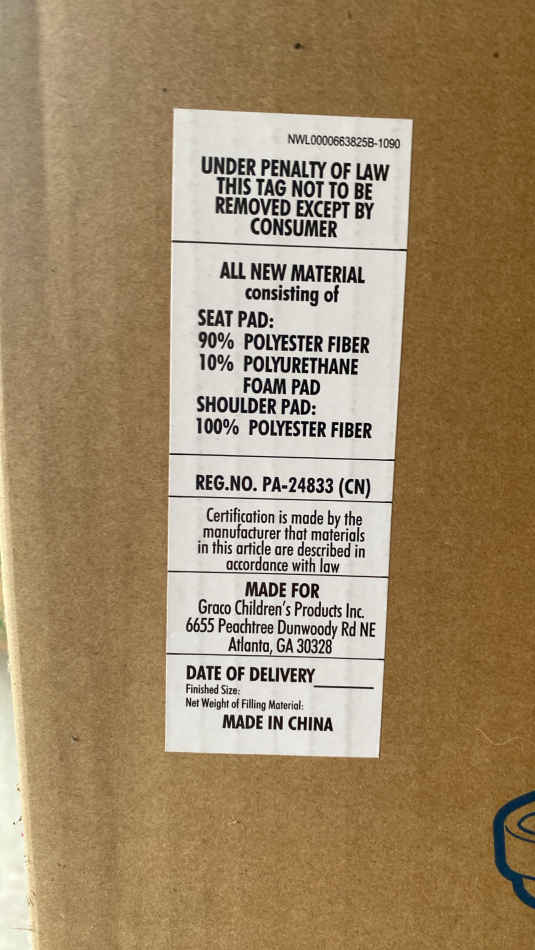 NWL0000663825B-1090
UNDER PENALTY OF LAW
THIS TAG NOT TO BE
REMOVED EXCEPT BY
CONSUMER
ALL NEW MATERIAL
consisting of
SEAT PAD:
90% POLYESTER FIBER
10% POLYURETHANE
FOAM PAD
SHOULDER PAD:
100% POLYESTER FIBER
REG.NO. PA-24833 (CN)
Certification is made by the
manufacturer that materials
in this article are described in
accordance with law
MADE FOR
Graco Children's Products Inc.
6655 Peachtree Dunwoody Rd NE
Atlanta, GA 30328
DATE OF DELIVERY
Finished Size:
Net Weight of Filling Material:
MADE IN CHINA